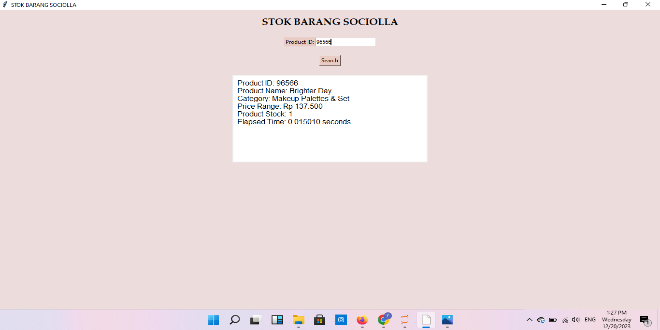 STOK BARANG SOCIOLLA
STOK BARANG SOCIOLLA
Product ID: 96566
Search
Product ID: 96566
Product Name: Brighter Day
Category: Makeup Palettes & Set
Price Range: Rp 137.500
Product Stock: 1
Elapsed Time: 0.015010 seconds
ENG
1:27 PM
Wednesday
12/20/2023